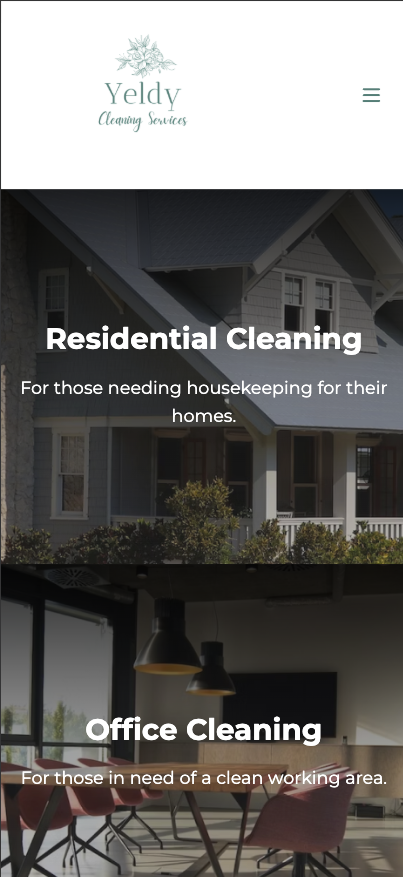 Yeldy
Cleaning Services
Residential Cleaning
For those needing housekeeping for their
homes.
Office Cleaning
For those in need of a clean working area.